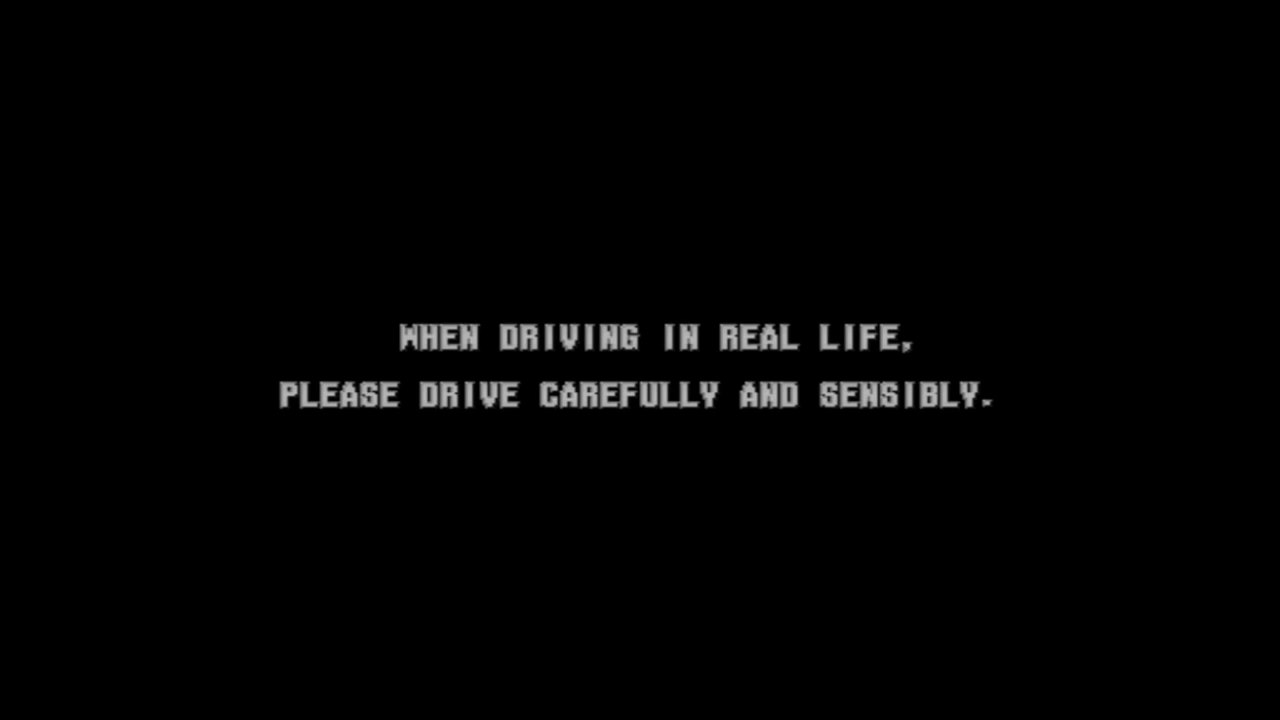 WHEN DRIVING IN REAL LIFE,
PLEASE DRIVE CAREFULLY AND SENSIBLY.